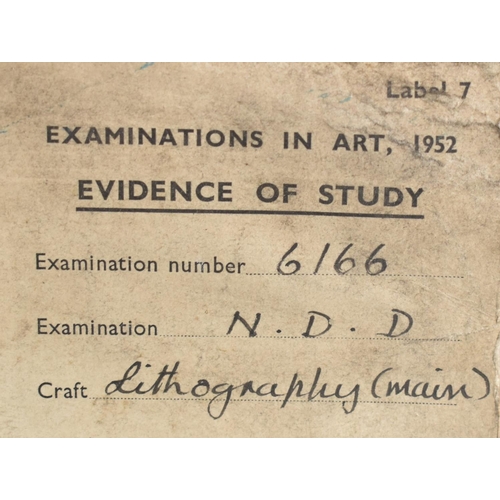 Label 7
EXAMINATIONS IN ART, 1952
EVIDENCE OF STUDY
Examination number 6166
Examination N. D. D
Craft Lithography (main)